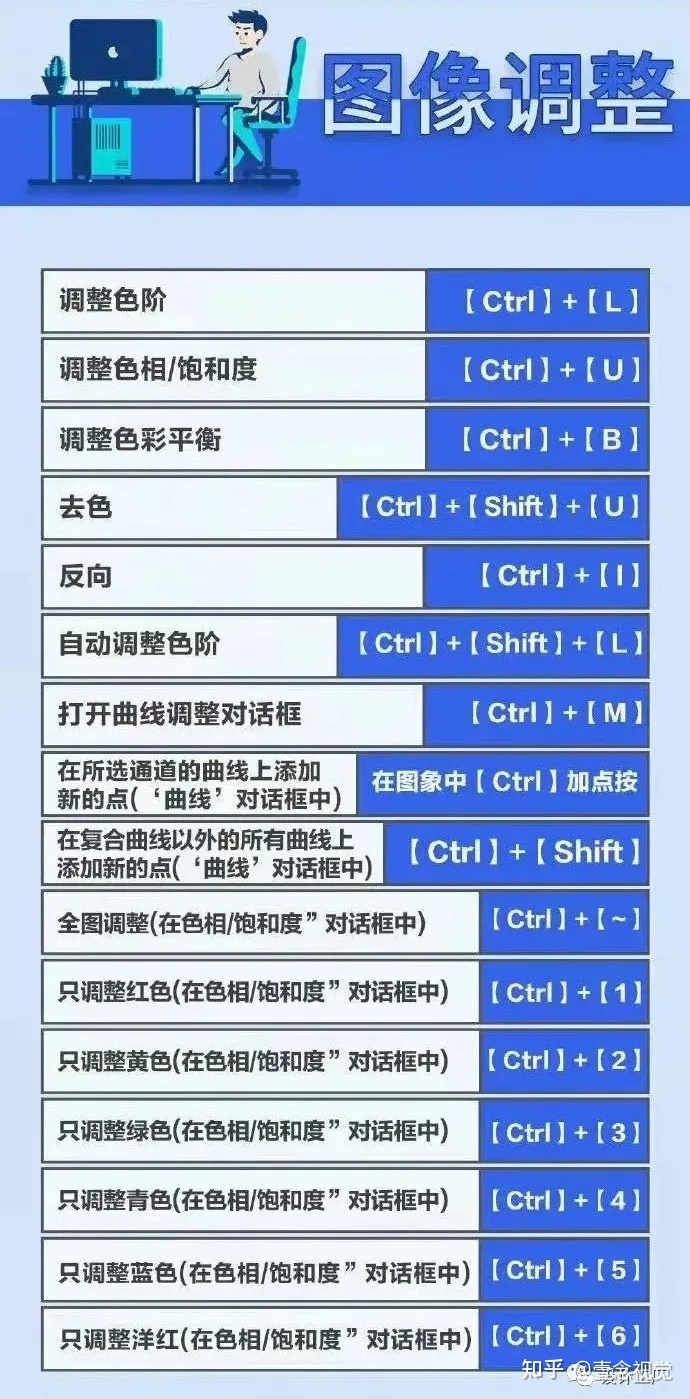 图像调整
调整色阶 【Ctrl】+【L】
调整色相/饱和度 【Ctrl】+【U】
调整色彩平衡 【Ctrl】+【B】
去色 【Ctrl】+【Shift】+【U】
反向 【Ctrl】+【I】
自动调整色阶 【Ctrl】+【Shift】+【L】
打开曲线调整对话框 【Ctrl】+【M】
在所选通道的曲线上添加
新的点(‘曲线’对话框中) 在图象中【Ctrl】加点按
在复合曲线以外的所有曲线上
添加新的点(‘曲线’对话框中) 【Ctrl】+【Shift】
全图调整(在色相/饱和度”对话框中) 【Ctrl】+【~】
只调整红色(在色相/饱和度”对话框中) 【Ctrl】+【1】
只调整黄色(在色相/饱和度”对话框中) 【Ctrl】+【2】
只调整绿色(在色相/饱和度”对话框中) 【Ctrl】+【3】
只调整青色(在色相/饱和度”对话框中) 【Ctrl】+【4】
只调整蓝色(在色相/饱和度”对话框中) 【Ctrl】+【5】
只调整洋红(在色相/饱和度”对话框中) 【Ctrl】+【6】
知乎 @壹念视觉